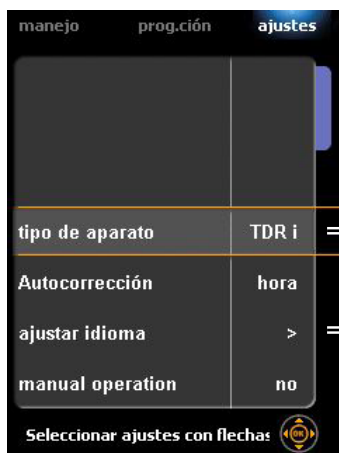 manejo prog.ción ajustes
tipo de aparato TDR i =
Autocorrección hora
ajustar idioma > =
manual operation no
Seleccionar ajustes con flechas OK